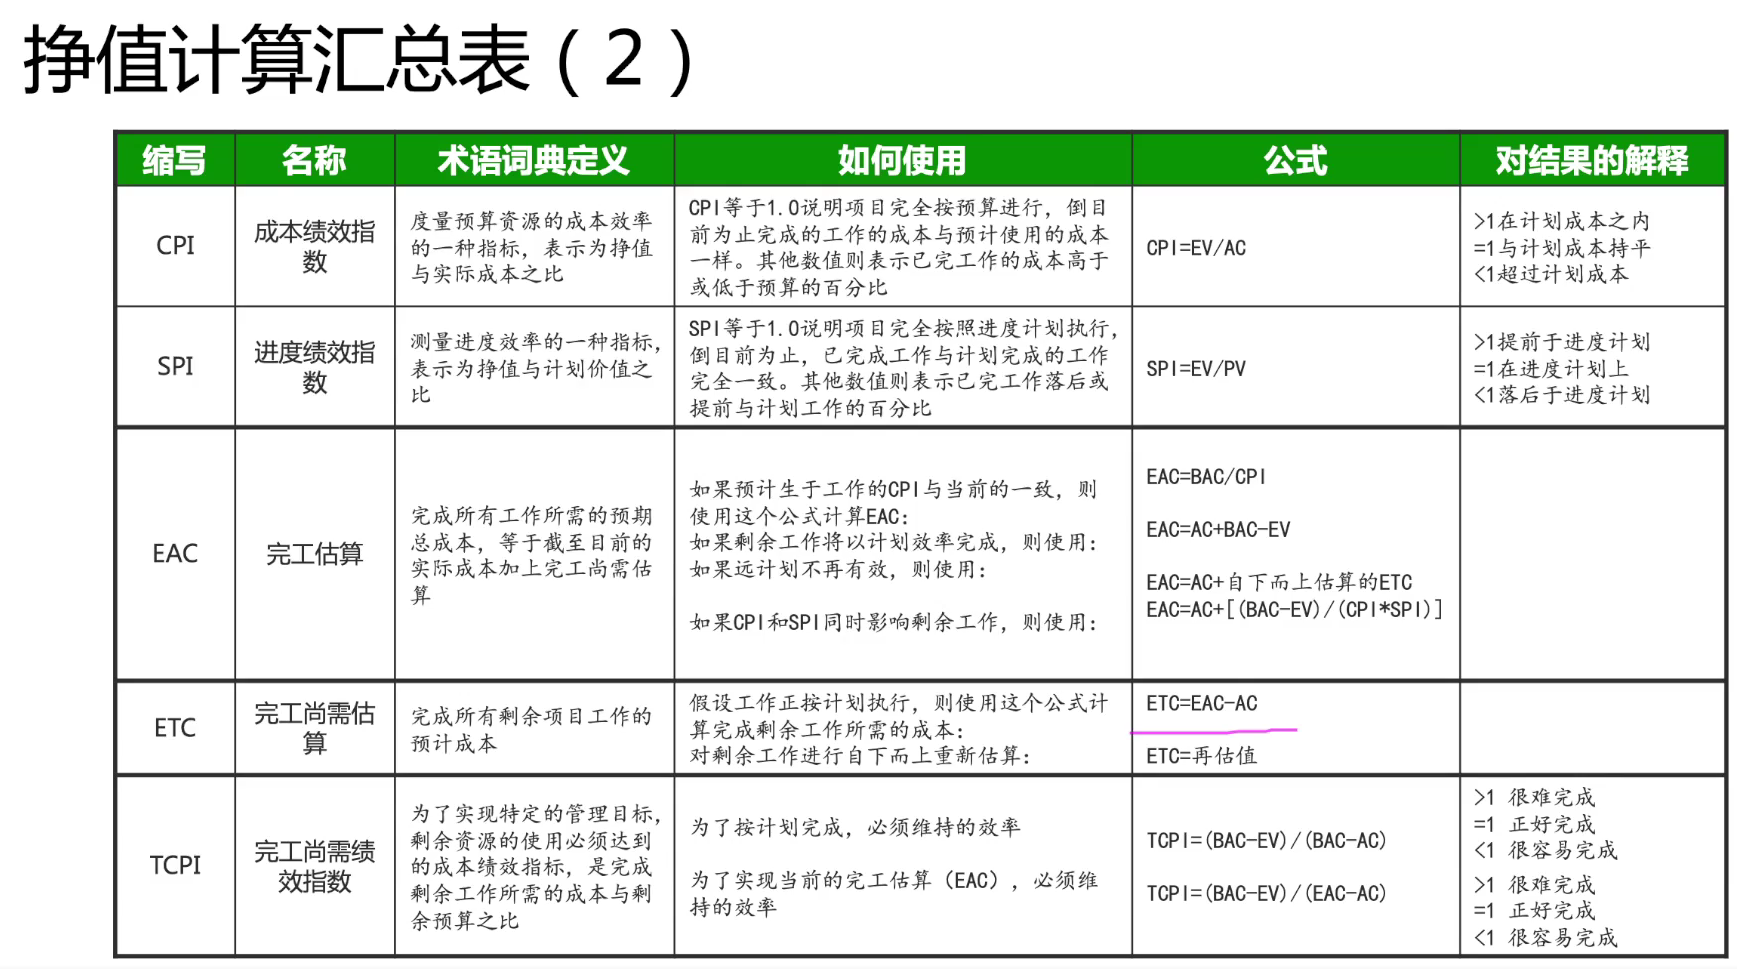 挣值计算汇总表（2）
缩写 名称 术语词典定义 如何使用 公式 对结果的解释
CPI
成本绩效指
数
度量预算资源的成本效率
的一种指标，表示为挣值
与实际成本之比
CPI等于1.0说明项目完全按预算进行，倒目
前为止完成的工作的成本与预计使用的成本
一样。其他数值则表示已完工作的成本高于
或低于预算的百分比
CPI=EV/AC
>1在计划成本之内
=1与计划成本持平
<1超过计划成本
SPI
进度绩效指
数
测量进度效率的一种指标，
表示为挣值与计划价值之
比
SPI等于1.0说明项目完全按照进度计划执行，
倒目前为止，已完成工作与计划完成的工作
完全一致。其他数值则表示已完工作落后或
提前与计划工作的百分比
SPI=EV/PV
>1提前于进度计划
=1在进度计划上
<1落后于进度计划
EAC
完工估算
完成所有工作所需的预期
总成本，等于截至目前的
实际成本加上完工尚需估
算
如果预计生于工作的CPI与当前的一致，则
使用这个公式计算EAC：
如果剩余工作将以计划效率完成，则使用：
如果远计划不再有效，则使用：
如果CPI和SPI同时影响剩余工作，则使用：
EAC=BAC/CPI
EAC=AC+BAC-EV
EAC=AC+自下而上估算的ETC
EAC=AC+[(BAC-EV)/(CPI*SPI)]
ETC
完工尚需估
算
完成所有剩余项目工作的
预计成本
假设工作正按计划执行，则使用这个公式计
算完成剩余工作所需的成本：
对剩余工作进行自下而上重新估算：
ETC=EAC-AC
ETC=再估值
TCPI
完工尚需绩
效指数
为了实现特定的管理目标，
剩余资源的使用必须达到
的成本绩效指标，是完成
剩余工作所需的成本与剩
余预算之比
为了按计划完成，必须维持的效率
为了实现当前的完工估算（EAC），必须维
持的效率
TCPI=(BAC-EV)/(BAC-AC)
TCPI=(BAC-EV)/(EAC-AC)
>1 很难完成
=1 正好完成
<1 很容易完成
>1 很难完成
=1 正好完成
<1 很容易完成